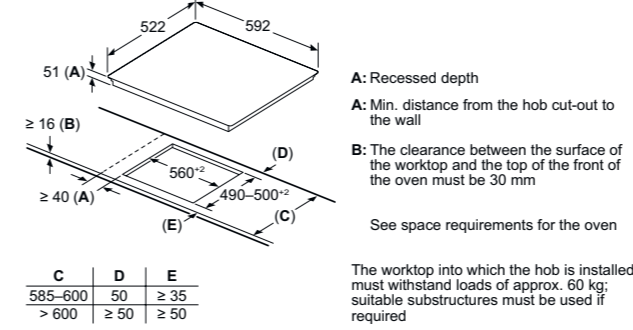 522
592
51 (A)
A: Recessed depth
A: Min. distance from the hob cut-out to
the wall
≥ 16 (B)
B: The clearance between the surface of
the worktop and the top of the front of
the oven must be 30 mm
(D)
560+2
490–500+2
≥ 40 (A)
(C)
(E)
See space requirements for the oven
C D E
585–600 50 ≥ 35
> 600 ≥ 50 ≥ 50
The worktop into which the hob is installed
must withstand loads of approx. 60 kg;
suitable substructures must be used if
required